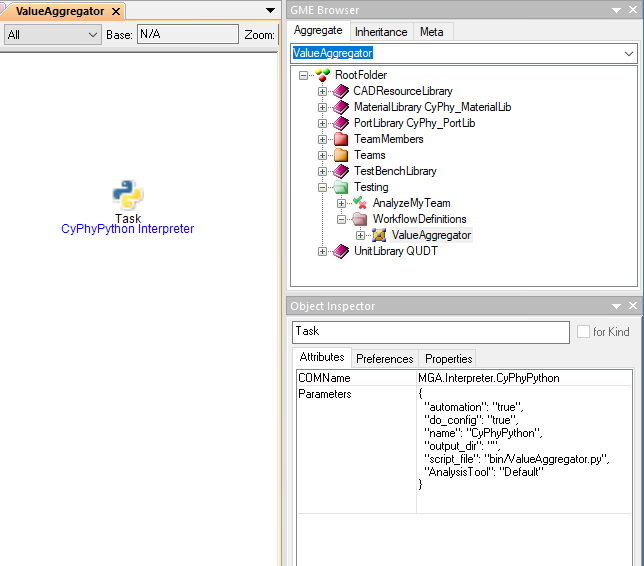 ValueAggregator
All
Base:
N/A
Zoom:
Task
CyPhyPython Interpreter
GME Browser
Aggregate
Inheritance
Meta
ValueAggregator
RootFolder
CADResourceLibrary
MaterialLibrary CyPhy_MaterialLib
PortLibrary CyPhy_PortLib
TeamMembers
Teams
TestBenchLibrary
Testing
AnalyzeMyTeam
WorkflowDefinitions
ValueAggregator
UnitLibrary QUDT
Object Inspector
Task
for Kind
Attributes
Preferences
Properties
COMName
MGA.Interpreter.CyPhyPython
Parameters
{
"automation": "true",
"do_config": "true",
"name": "CyPhyPython",
"output_dir": "",
"script_file": "bin/ValueAggregator.py",
"AnalysisTool": "Default"
}